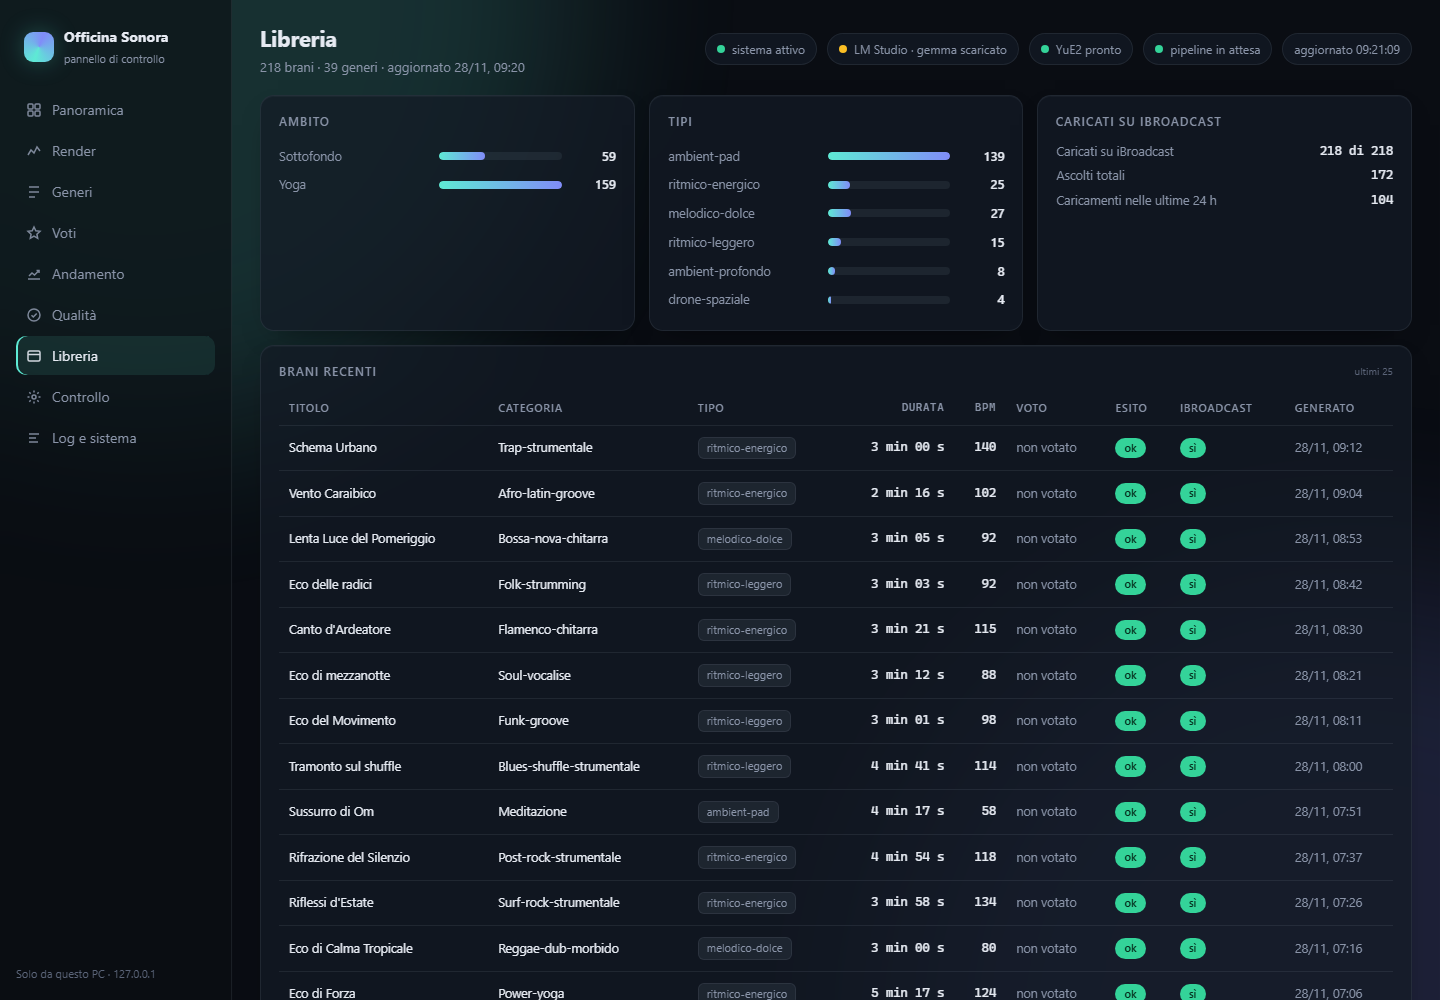 Officina Sonora
pannello di controllo
Panoramica
Render
Generi
Voti
Andamento
Qualità
Libreria
Controllo
Log e sistema
Solo da questo PC · 127.0.0.1
Libreria
218 brani · 39 generi · aggiornato 28/11, 09:20
sistema attivo
LM Studio · gemma scaricato
YuE2 pronto
pipeline in attesa
aggiornato 09:21:09
AMBITO
Sottofondo 59
Yoga 159
TIPI
ambient-pad 139
ritmico-energico 25
melodico-dolce 27
ritmico-leggero 15
ambient-profondo 8
drone-spaziale 4
CARICATI SU IBROADCAST
Caricati su iBroadcast 218 di 218
Ascolti totali 172
Caricamenti nelle ultime 24 h 104
BRANI RECENTI ultimi 25
TITOLO CATEGORIA TIPO DURATA BPM VOTO ESITO IBROADCAST GENERATO
Schema Urbano Trap-strumentale ritmico-energico 3 min 00 s 140 non votato ok sì 28/11, 09:12
Vento Caraibico Afro-latin-groove ritmico-energico 2 min 16 s 102 non votato ok sì 28/11, 09:04
Lenta Luce del Pomeriggio Bossa-nova-chitarra melodico-dolce 3 min 05 s 92 non votato ok sì 28/11, 08:53
Eco delle radici Folk-strumming ritmico-leggero 3 min 03 s 92 non votato ok sì 28/11, 08:42
Canto d'Ardeatore Flamenco-chitarra ritmico-energico 3 min 21 s 115 non votato ok sì 28/11, 08:30
Eco di mezzanotte Soul-vocalise ritmico-leggero 3 min 12 s 88 non votato ok sì 28/11, 08:21
Eco del Movimento Funk-groove ritmico-leggero 3 min 01 s 98 non votato ok sì 28/11, 08:11
Tramonto sul shuffle Blues-shuffle-strumentale ritmico-leggero 4 min 41 s 114 non votato ok sì 28/11, 08:00
Sussurro di Om Meditazione ambient-pad 4 min 17 s 58 non votato ok sì 28/11, 07:51
Rifrazione del Silenzio Post-rock-strumentale ritmico-energico 4 min 54 s 118 non votato ok sì 28/11, 07:37
Riflessi d'Estate Surf-rock-strumentale ritmico-energico 3 min 58 s 134 non votato ok sì 28/11, 07:26
Eco di Calma Tropicale Reggae-dub-morbido melodico-dolce 3 min 00 s 80 non votato ok sì 28/11, 07:16
Eco di Forza Power-yoga ritmico-energico 5 min 17 s 124 non votato ok sì 28/11, 07:06